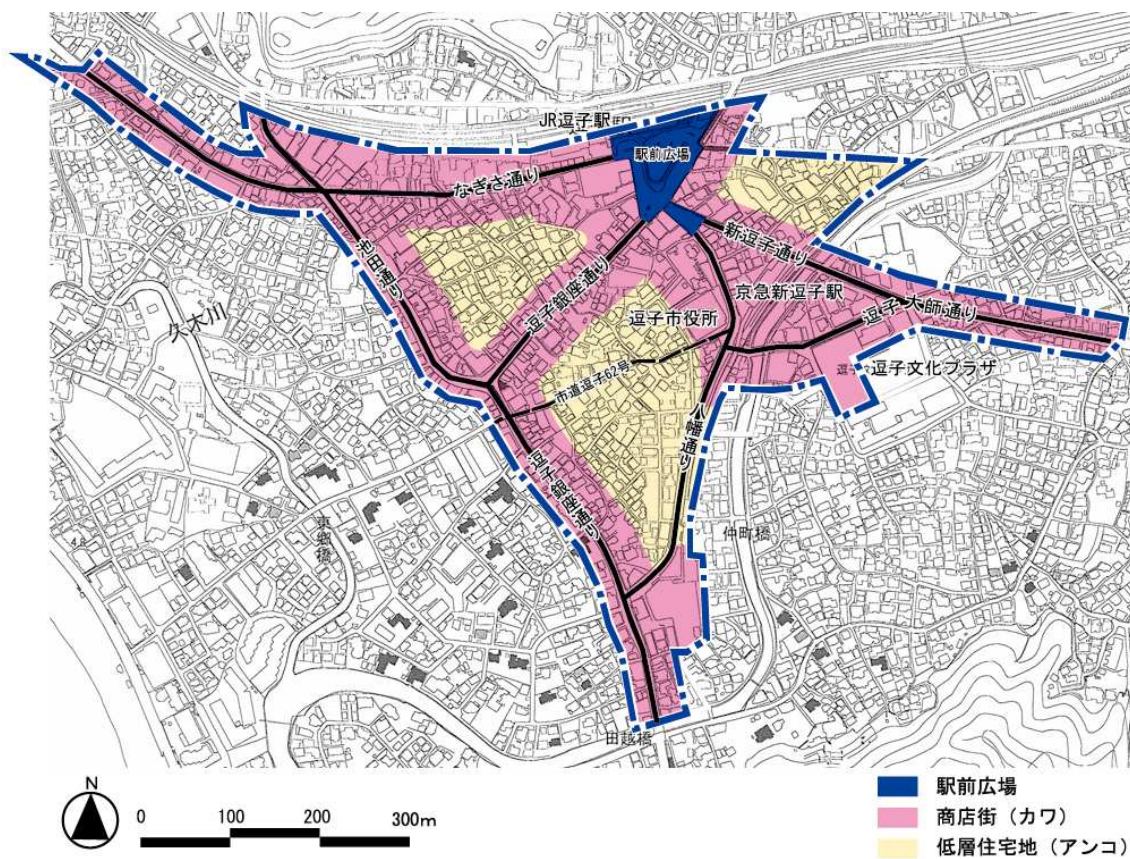 JR逗子駅
駅前広場
なぎさ通り
池田通り
逗子銀座通り
新逗子通り
京急新逗子駅
逗子大師通り
逗子市役所
久木川
市道逗子62号
逗子文化プラザ
八幡通り
逗子銀座通り
仲町橋
東郷橋
4.8
田越橋
N
0 100 200 300m
駅前広場
商店街（カワ）
低層住宅地（アンコ）